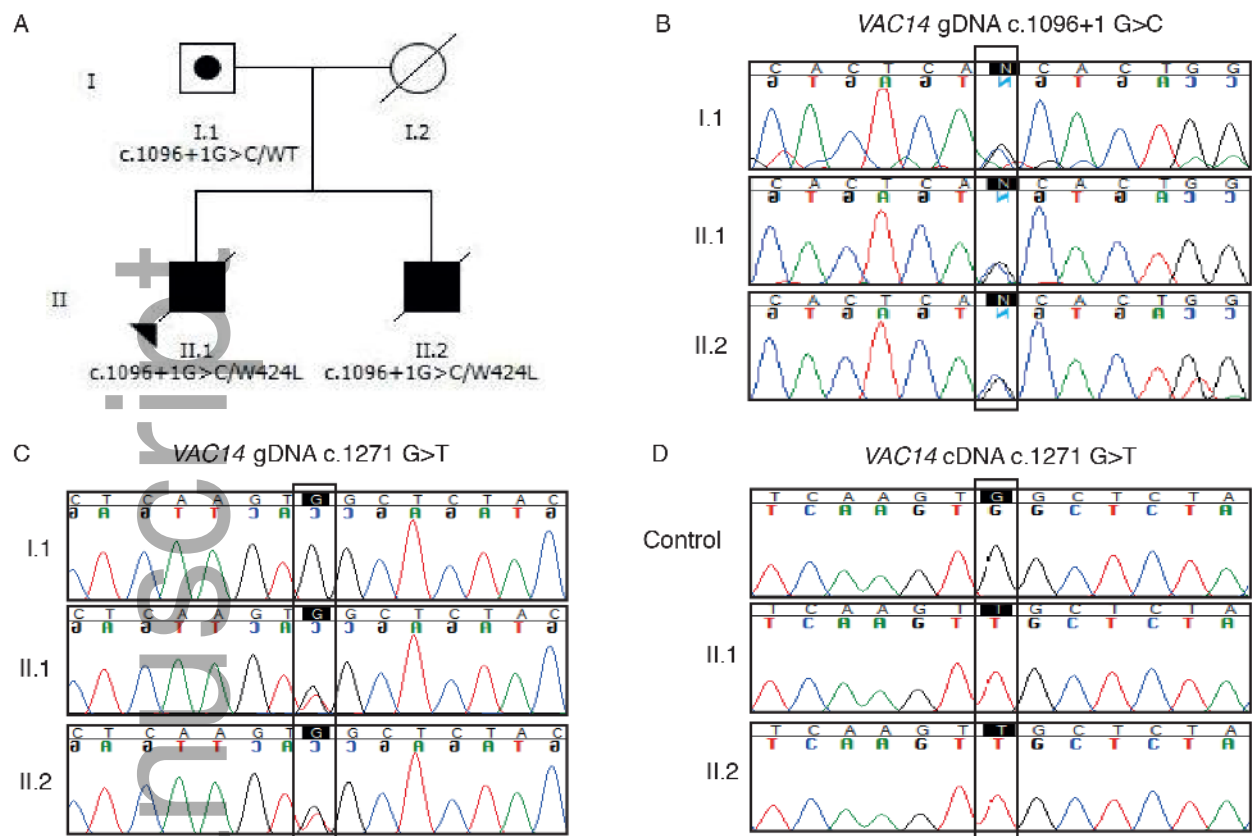 A
I
I.1
c.1096+1G>C/WT
I.2
II
II.1
c.1096+1G>C/W424L
II.2
c.1096+1G>C/W424L
nuscript
B
VAC14 gDNA c.1096+1 G>C
I.1
C A C T C A N C A C T G G
G T G A G T N G T G A C C
II.1
C A C T C A N C A C T G G
G T G A G T N G T G A C C
II.2
C A C T C A N C A C T G G
G T G A G T N G T G A C C
C
VAC14 gDNA c.1271 G>T
I.1
C T C A A G T G G C T C T A C
G A G T T C A C C G A G A T G
II.1
C T C A A G T G G C T C T A C
G A G T T C A C C G A G A T G
II.2
C T C A A G T G G C T C T A C
G A G T T C A C C G A G A T G
D
VAC14 cDNA c.1271 G>T
Control
T C A A G T G G C T C T A
T C A A G T G G C T C T A
II.1
T C A A G T T G C T C T A
T C A A G T T G C T C T A
II.2
T C A A G T T G C T C T A
T C A A G T T G C T C T A